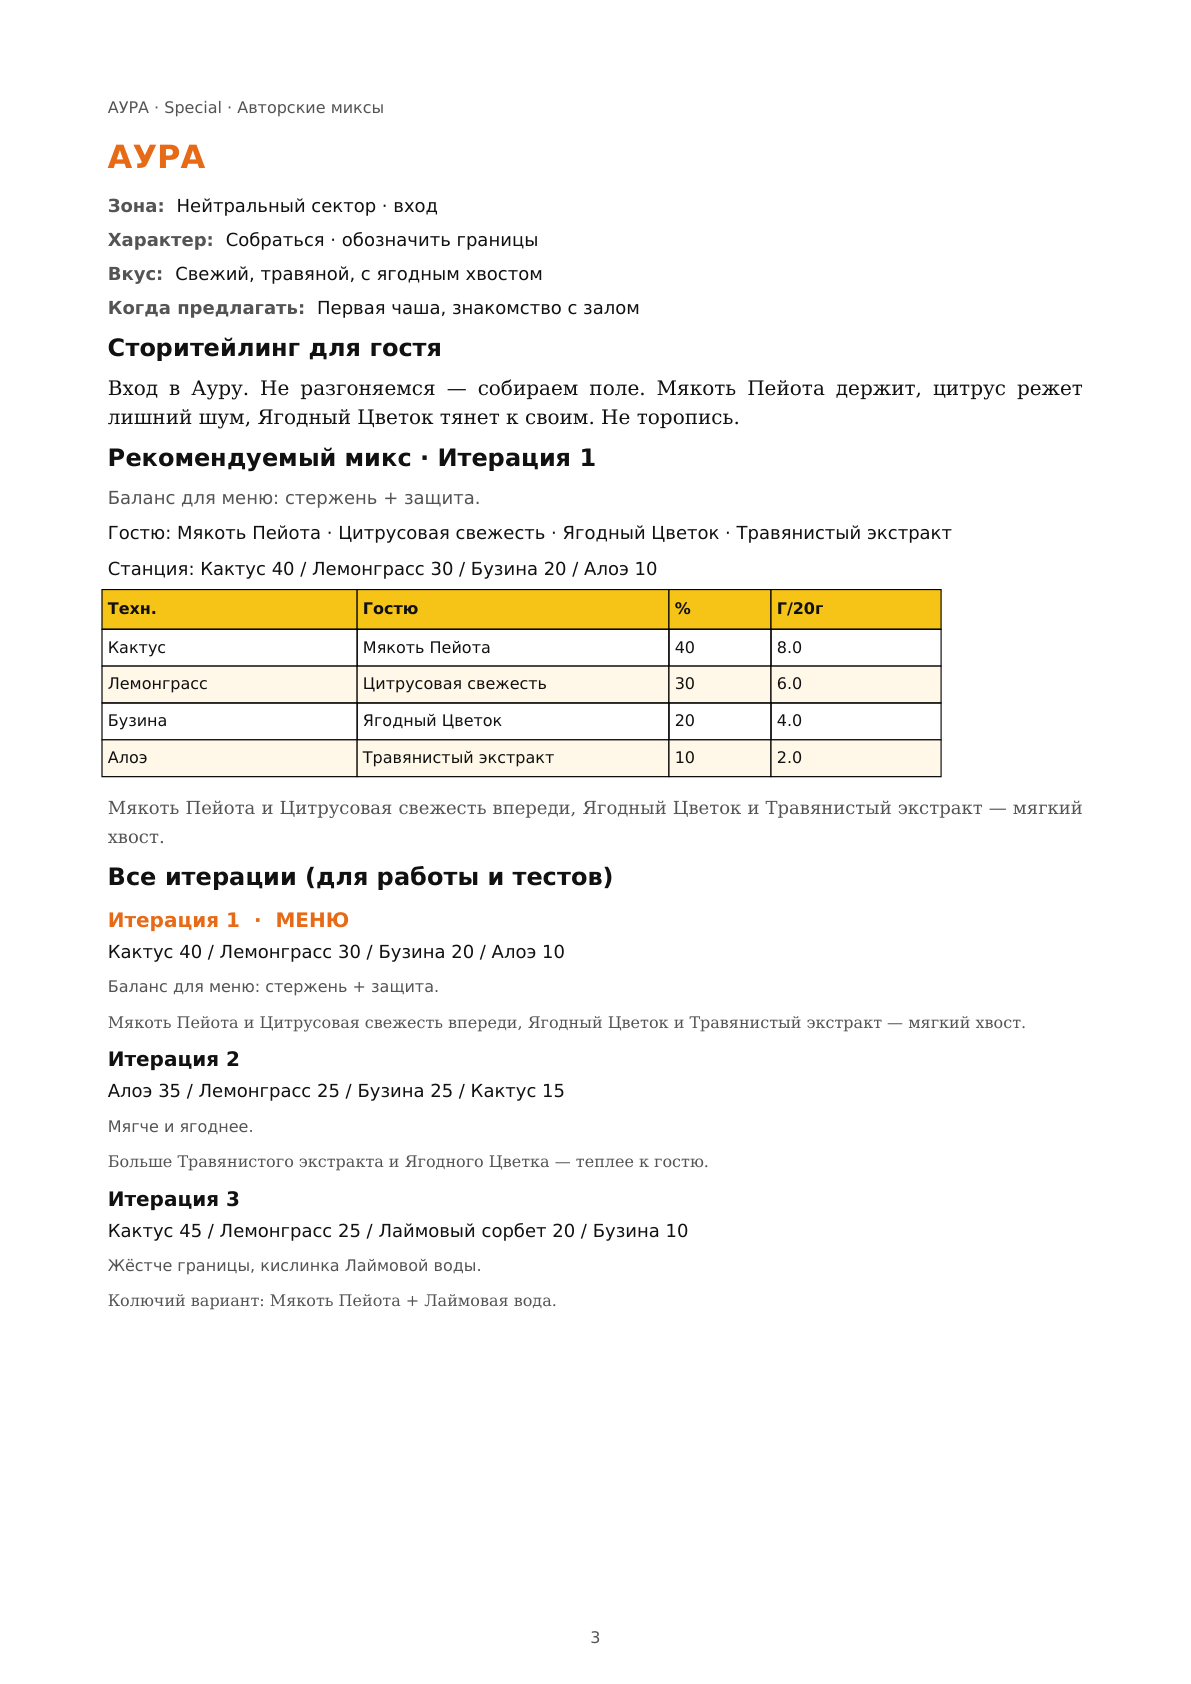 АУРА · Special · Авторские миксы
АУРА
Зона: Нейтральный сектор · вход
Характер: Собраться · обозначить границы
Вкус: Свежий, травяной, с ягодным хвостом
Когда предлагать: Первая чаша, знакомство с залом
Сторитейлинг для гостя
Вход в Ауру. Не разгоняемся — собираем поле. Мякоть Пейота держит, цитрус режет
лишний шум, Ягодный Цветок тянет к своим. Не торопись.
Рекомендуемый микс · Итерация 1
Баланс для меню: стержень + защита.
Гостю: Мякоть Пейота · Цитрусовая свежесть · Ягодный Цветок · Травянистый экстракт
Станция: Кактус 40 / Лемонграсс 30 / Бузина 20 / Алоэ 10
Техн. Гостю % Г/20г
Кактус Мякоть Пейота 40 8.0
Лемонграсс Цитрусовая свежесть 30 6.0
Бузина Ягодный Цветок 20 4.0
Алоэ Травянистый экстракт 10 2.0
Мякоть Пейота и Цитрусовая свежесть впереди, Ягодный Цветок и Травянистый экстракт — мягкий
хвост.
Все итерации (для работы и тестов)
Итерация 1 · МЕНЮ
Кактус 40 / Лемонграсс 30 / Бузина 20 / Алоэ 10
Баланс для меню: стержень + защита.
Мякоть Пейота и Цитрусовая свежесть впереди, Ягодный Цветок и Травянистый экстракт — мягкий хвост.
Итерация 2
Алоэ 35 / Лемонграсс 25 / Бузина 25 / Кактус 15
Мягче и ягоднее.
Больше Травянистого экстракта и Ягодного Цветка — теплее к гостю.
Итерация 3
Кактус 45 / Лемонграсс 25 / Лаймовый сорбет 20 / Бузина 10
Жёстче границы, кислинка Лаймовой воды.
Колючий вариант: Мякоть Пейота + Лаймовая вода.
3